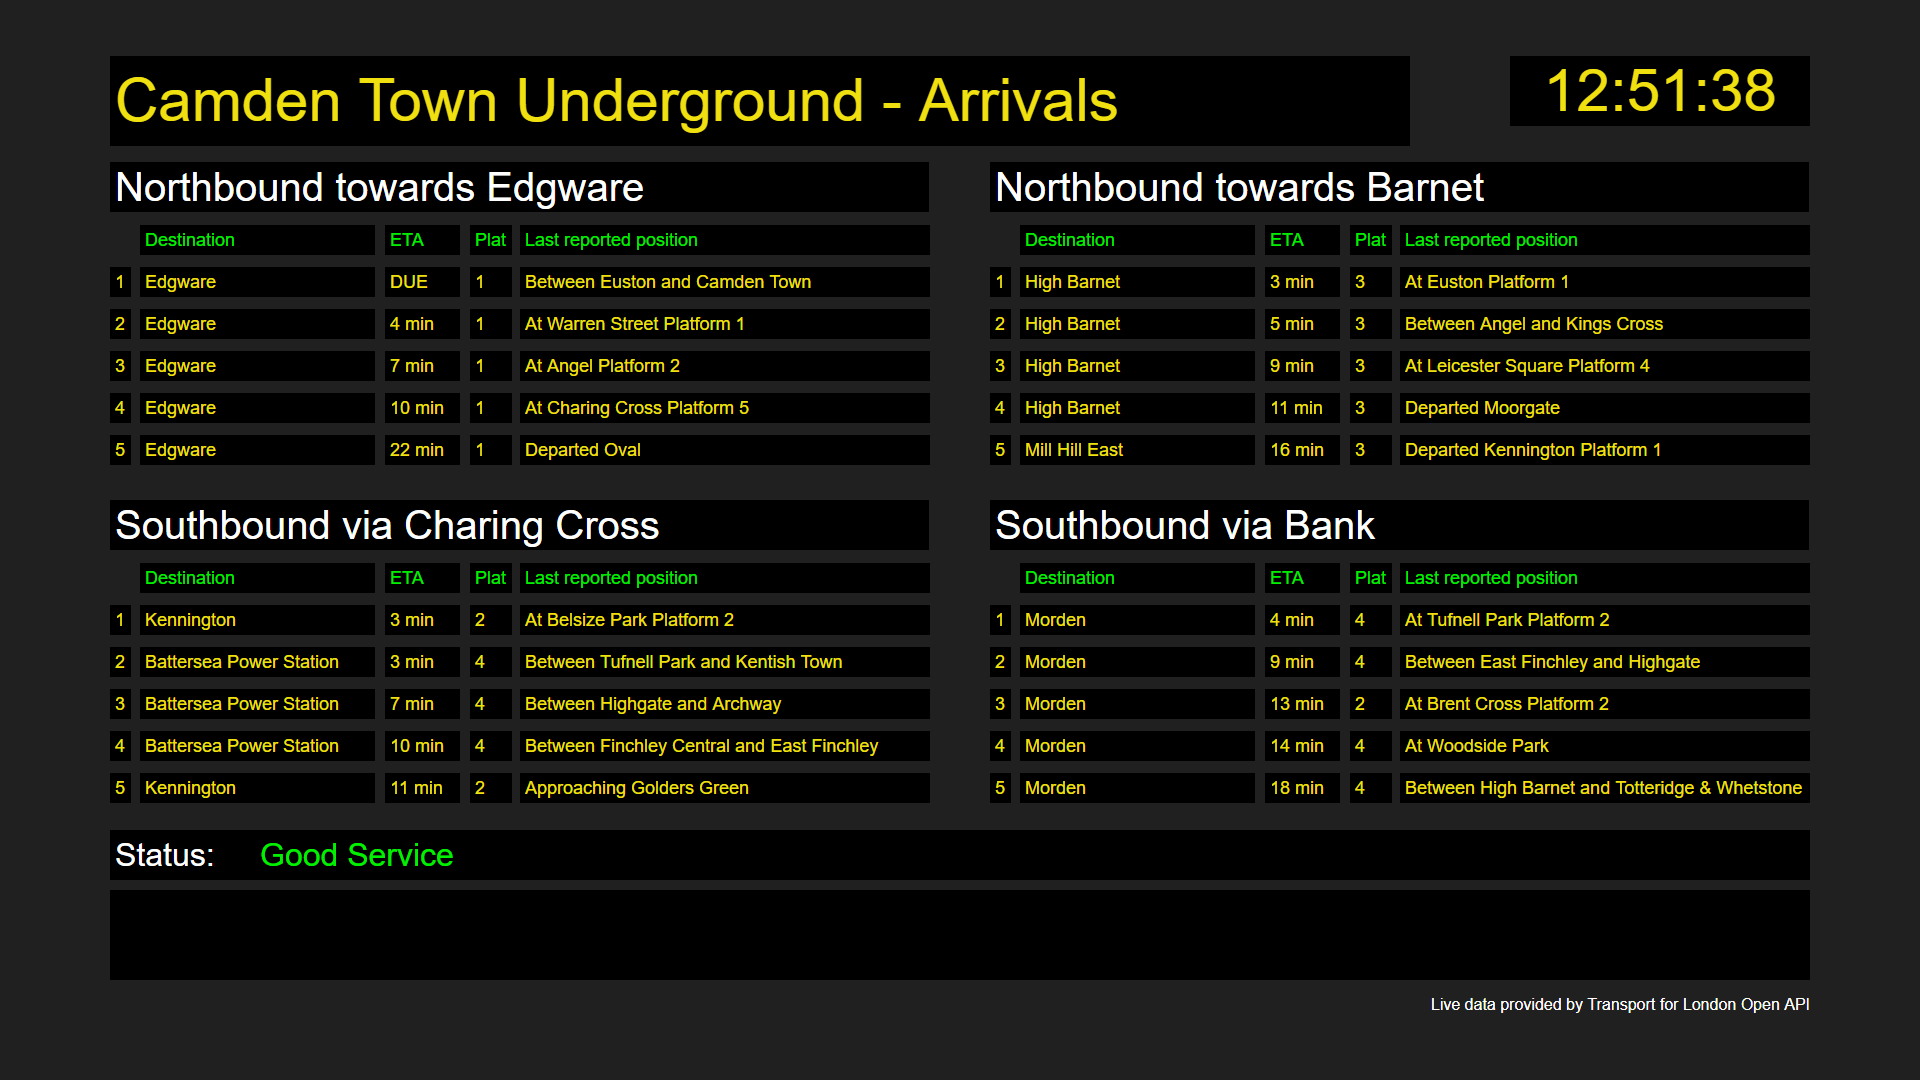 Camden Town Underground - Arrivals
12:51:38
Northbound towards Edgware
Destination ETA Plat Last reported position
1 Edgware DUE 1 Between Euston and Camden Town
2 Edgware 4 min 1 At Warren Street Platform 1
3 Edgware 7 min 1 At Angel Platform 2
4 Edgware 10 min 1 At Charing Cross Platform 5
5 Edgware 22 min 1 Departed Oval
Northbound towards Barnet
Destination ETA Plat Last reported position
1 High Barnet 3 min 3 At Euston Platform 1
2 High Barnet 5 min 3 Between Angel and Kings Cross
3 High Barnet 9 min 3 At Leicester Square Platform 4
4 High Barnet 11 min 3 Departed Moorgate
5 Mill Hill East 16 min 3 Departed Kennington Platform 1
Southbound via Charing Cross
Destination ETA Plat Last reported position
1 Kennington 3 min 2 At Belsize Park Platform 2
2 Battersea Power Station 3 min 4 Between Tufnell Park and Kentish Town
3 Battersea Power Station 7 min 4 Between Highgate and Archway
4 Battersea Power Station 10 min 4 Between Finchley Central and East Finchley
5 Kennington 11 min 2 Approaching Golders Green
Southbound via Bank
Destination ETA Plat Last reported position
1 Morden 4 min 4 At Tufnell Park Platform 2
2 Morden 9 min 4 Between East Finchley and Highgate
3 Morden 13 min 2 At Brent Cross Platform 2
4 Morden 14 min 4 At Woodside Park
5 Morden 18 min 4 Between High Barnet and Totteridge & Whetstone
Status: Good Service
Live data provided by Transport for London Open API